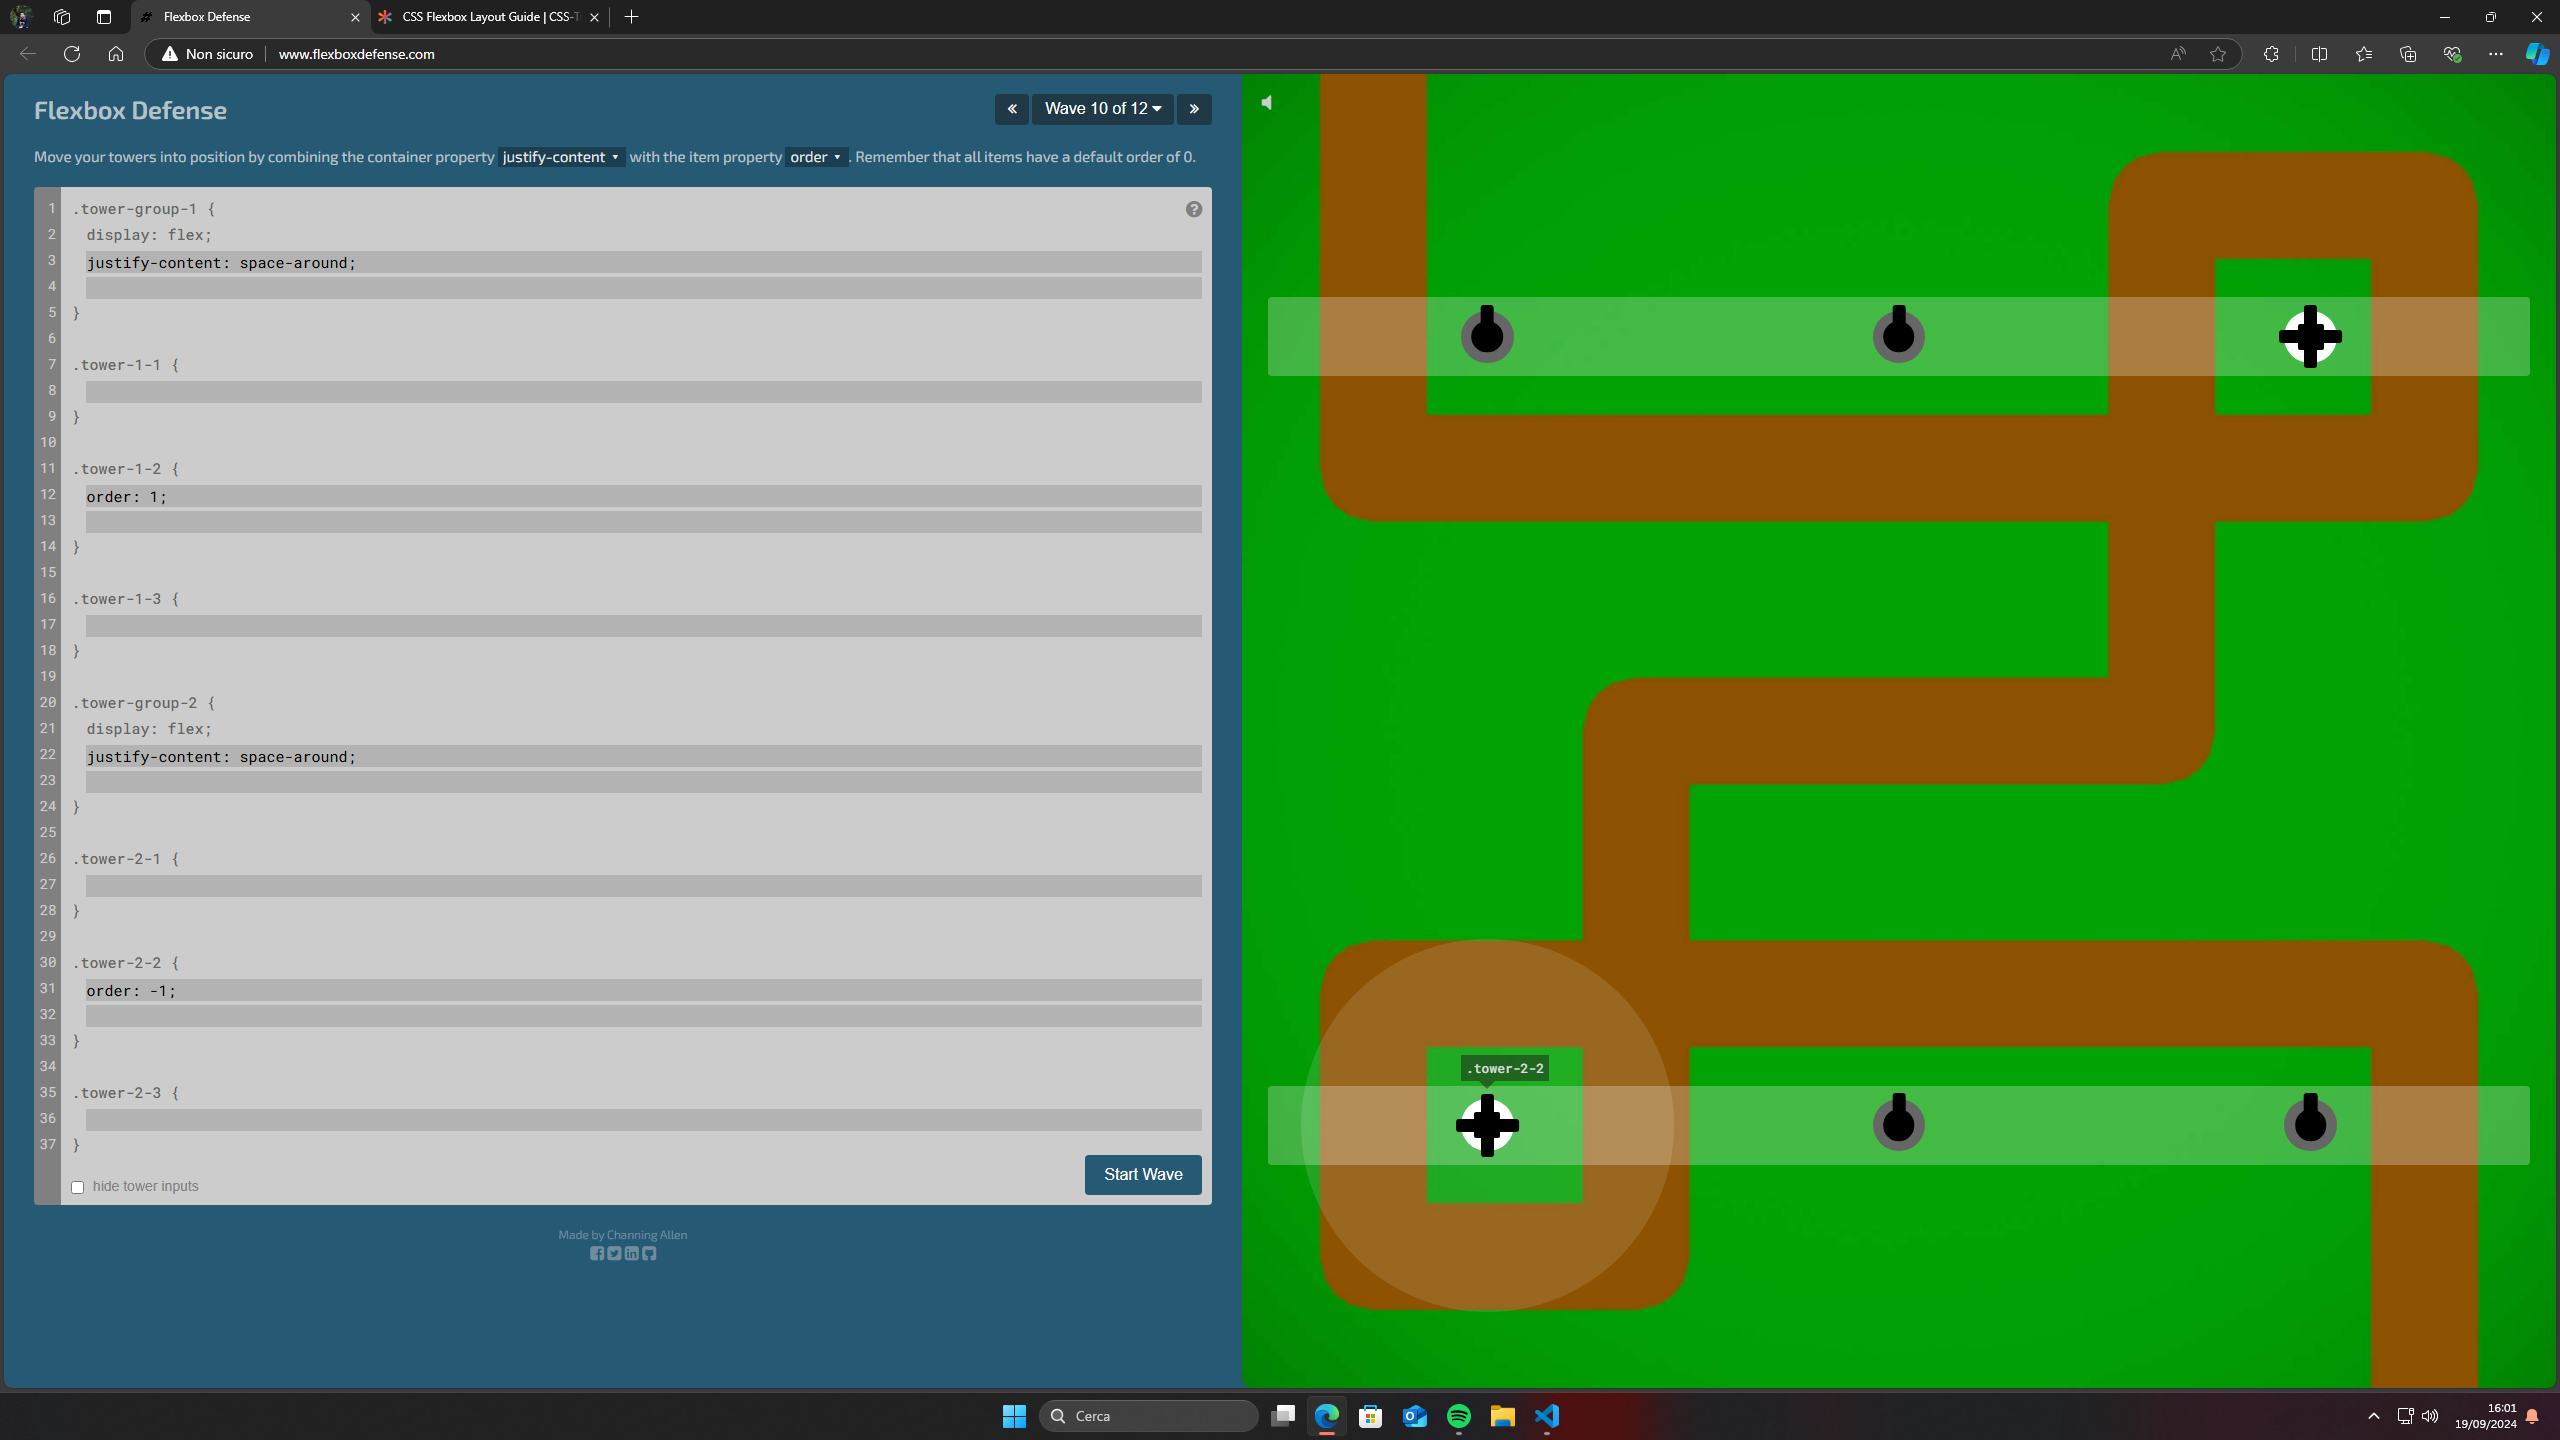 Flexbox Defense
CSS Flexbox Layout Guide | CSS-T
Non sicuro
www.flexboxdefense.com
Flexbox Defense
« Wave 10 of 12 »
Move your towers into position by combining the container property justify-content with the item property order . Remember that all items have a default order of 0.
1 .tower-group-1 {
2 display: flex;
3 justify-content: space-around;
4
5 }
6
7 .tower-1-1 {
8
9 }
10
11 .tower-1-2 {
12 order: 1;
13
14 }
15
16 .tower-1-3 {
17
18 }
19
20 .tower-group-2 {
21 display: flex;
22 justify-content: space-around;
23
24 }
25
26 .tower-2-1 {
27
28 }
29
30 .tower-2-2 {
31 order: -1;
32
33 }
34
35 .tower-2-3 {
36
37 }
hide tower inputs
Start Wave
Made by Channing Allen
.tower-2-2
Cerca
16:01
19/09/2024